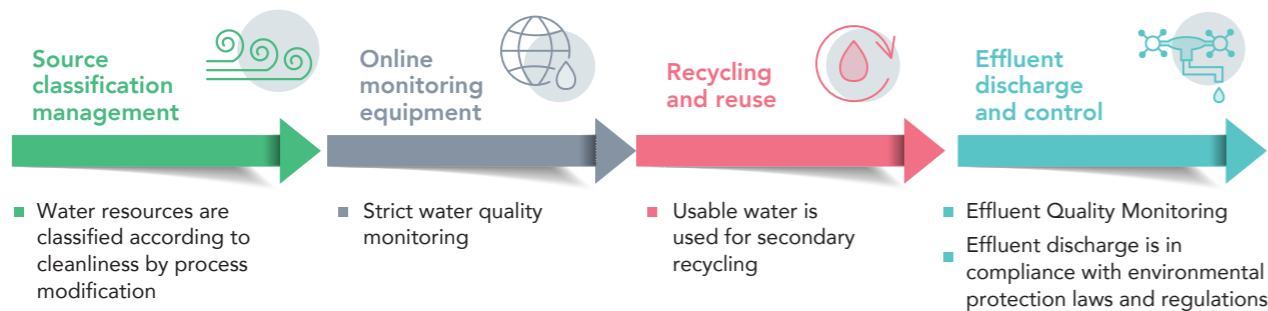 Source
classification
management
Online
monitoring
equipment
Recycling
and reuse
Effluent
discharge
and control
Water resources are
classified according to
cleanliness by process
modification
Strict water quality
monitoring
Usable water is
used for secondary
recycling
Effluent Quality Monitoring
Effluent discharge is in
compliance with environmental
protection laws and regulations